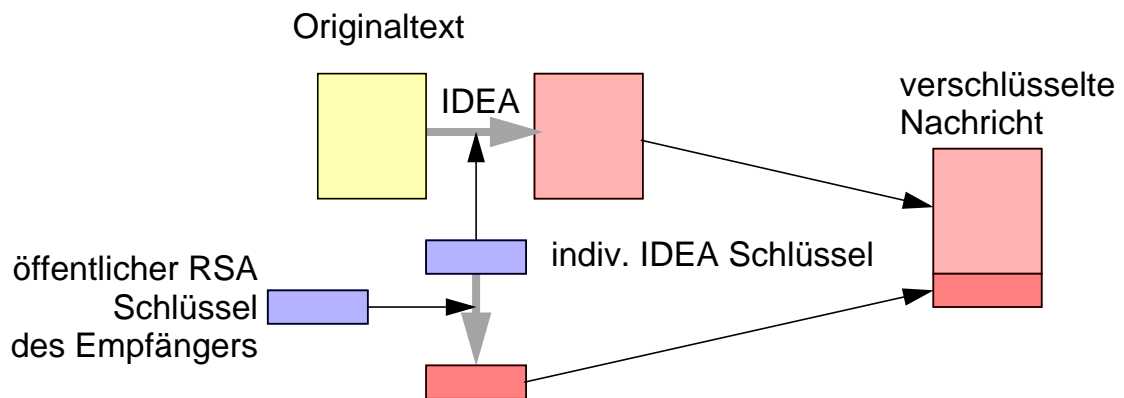 Originaltext
IDEA
verschlüsselte
Nachricht
indiv. IDEA Schlüssel
öffentlicher RSA
Schlüssel
des Empfängers